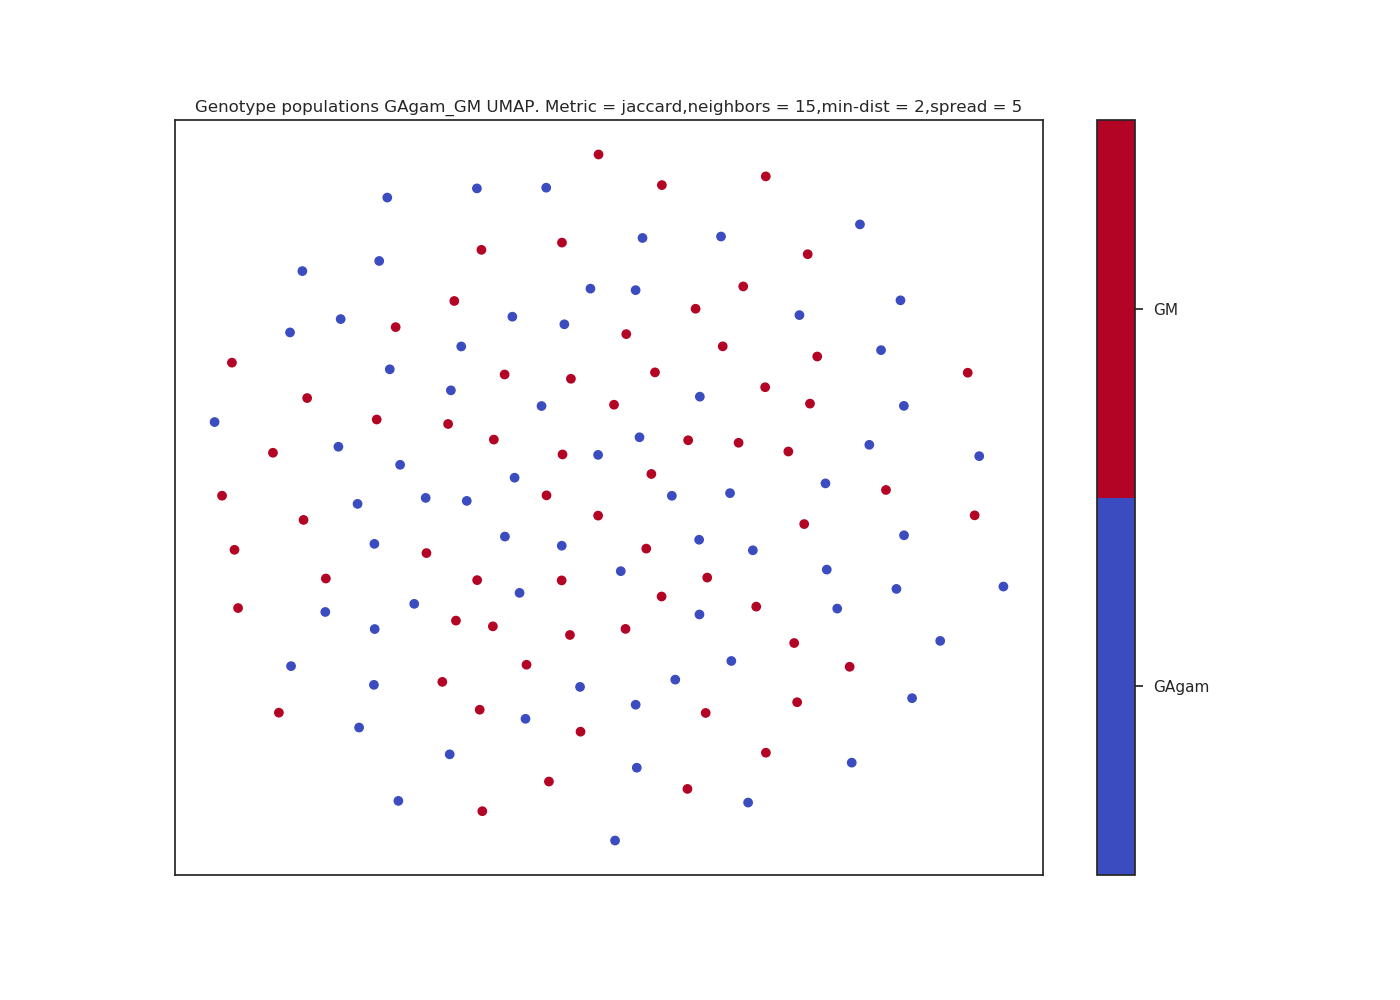 Genotype populations GAgam_GM UMAP. Metric = jaccard,neighbors = 15,min-dist = 2,spread = 5
GM
GAgam